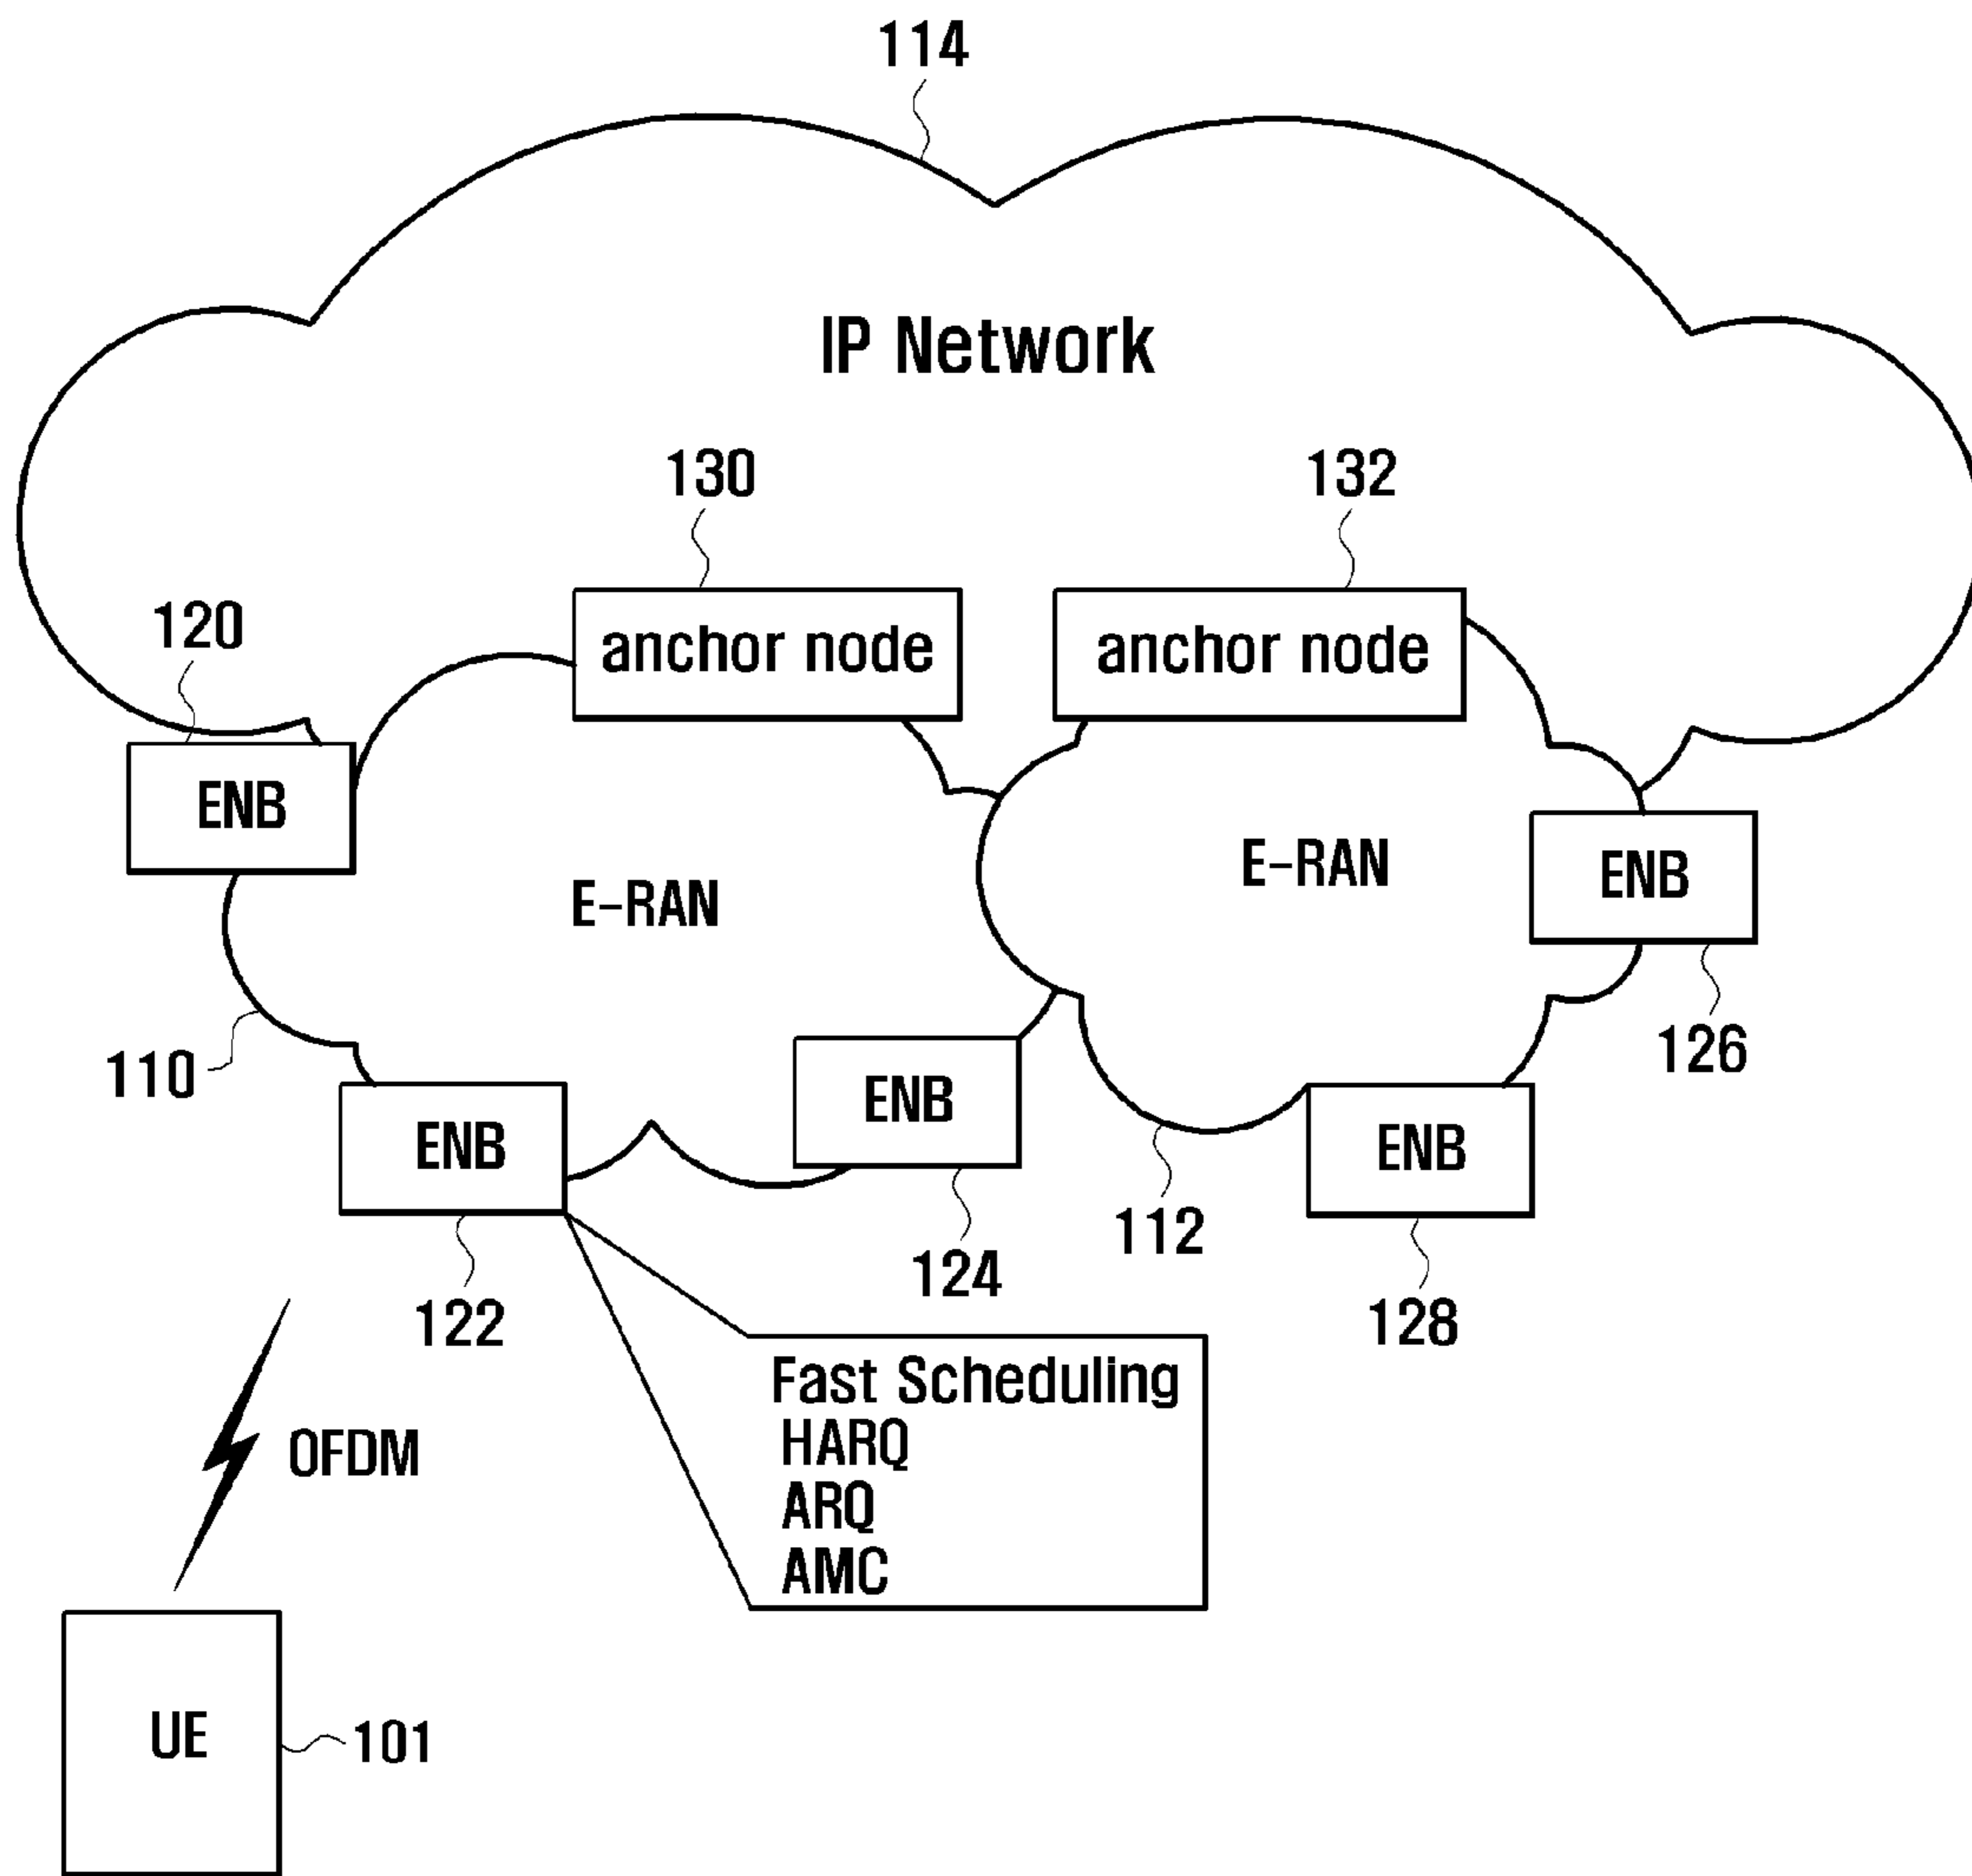 114
IP Network
130
132
120
anchor node
anchor node
ENB
E-RAN
E-RAN
ENB
110
126
ENB
ENB
ENB
122
124
112
128
OFDM
Fast Scheduling
HARQ
ARQ
AMC
UE
101